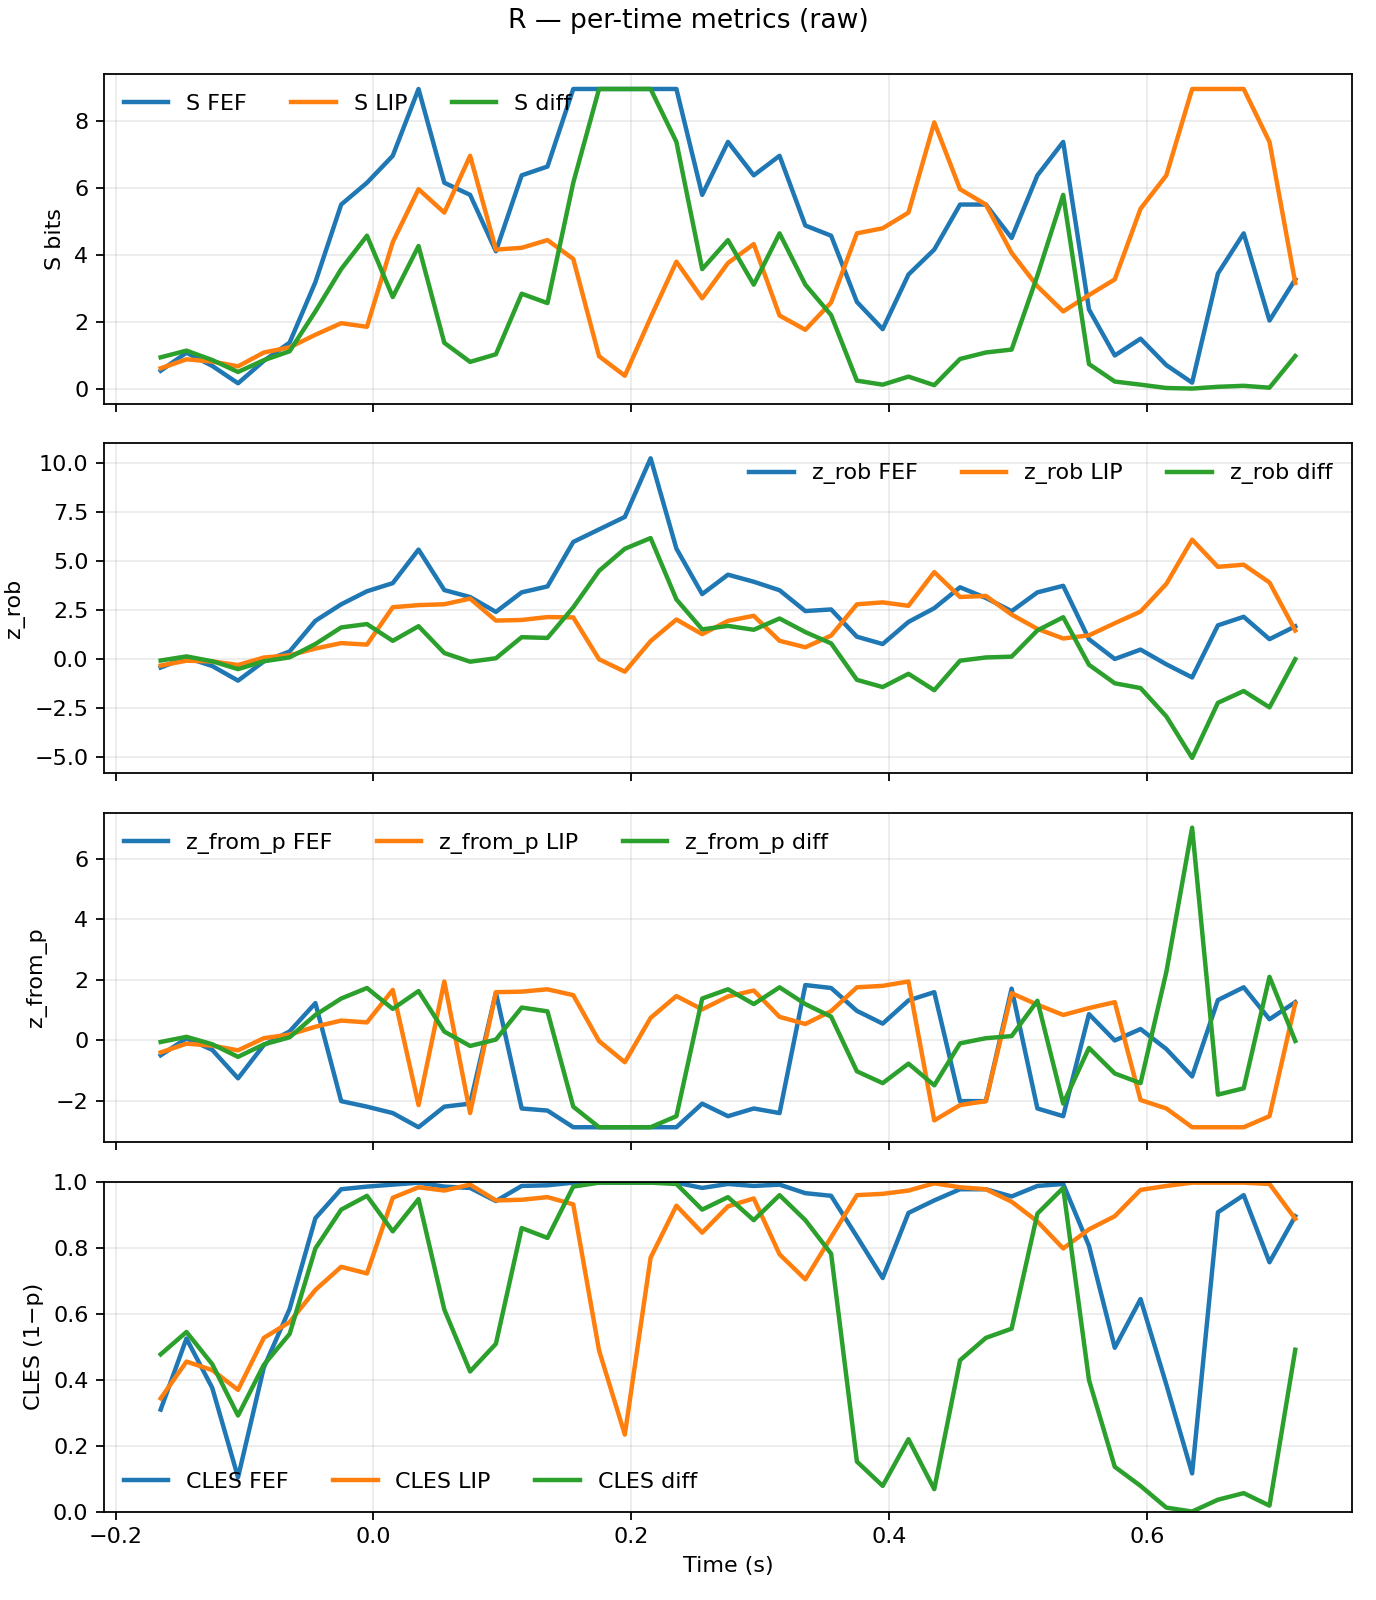 R — per-time metrics (raw)
S FEF S LIP S diff
8
6
4
2
0
S bits
z_rob FEF z_rob LIP z_rob diff
10.0
7.5
5.0
2.5
0.0
−2.5
−5.0
z_rob
z_from_p FEF z_from_p LIP z_from_p diff
6
4
2
0
−2
z_from_p
1.0
0.8
0.6
0.4
0.2
0.0
CLES (1−p)
CLES FEF CLES LIP CLES diff
−0.2 0.0 0.2 0.4 0.6
Time (s)